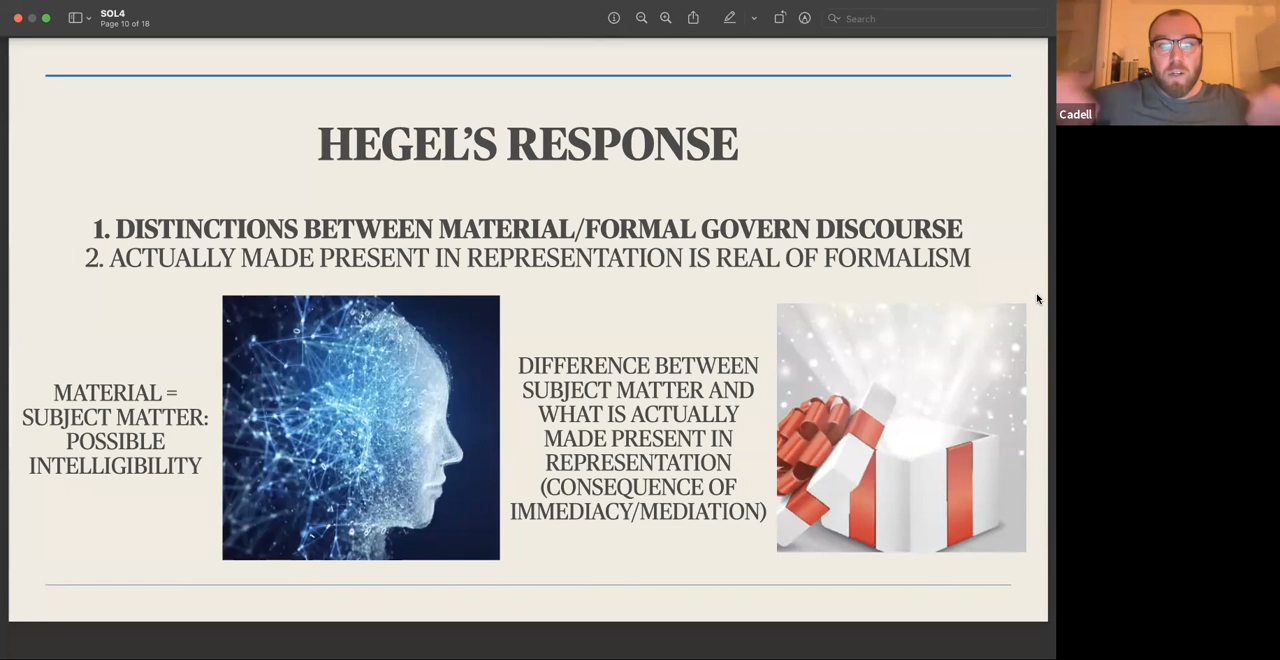 SOL4
Page 10 of 18
Search
Cadell
HEGEL'S RESPONSE
1. DISTINCTIONS BETWEEN MATERIAL/FORMAL GOVERN DISCOURSE
2. ACTUALLY MADE PRESENT IN REPRESENTATION IS REAL OF FORMALISM
MATERIAL =
SUBJECT MATTER:
POSSIBLE
INTELLIGIBILITY
DIFFERENCE BETWEEN
SUBJECT MATTER AND
WHAT IS ACTUALLY
MADE PRESENT IN
REPRESENTATION
(CONSEQUENCE OF
IMMEDIACY/MEDIATION)